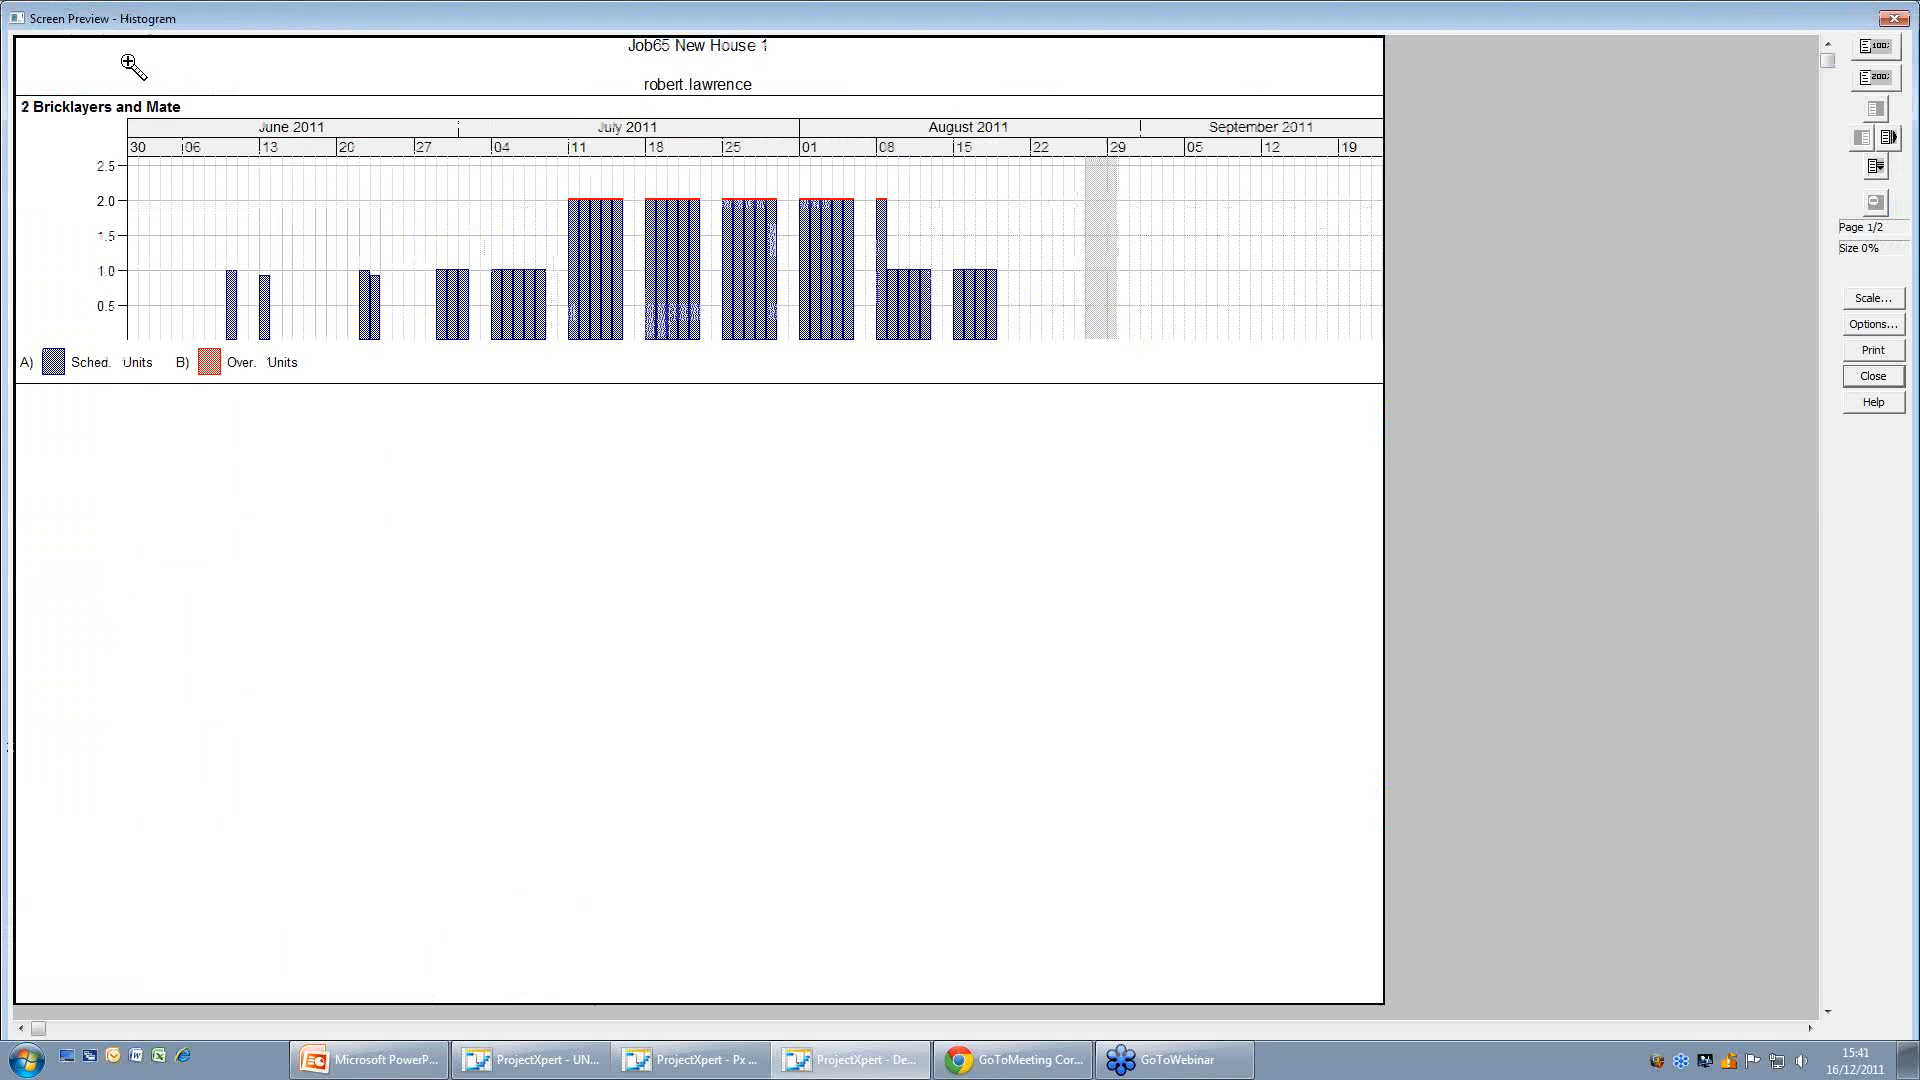 Screen Preview - Histogram
Job65 New House 1
robert.lawrence
2 Bricklayers and Mate
June 2011 July 2011 August 2011 September 2011
30 06 13 20 27 04 11 18 25 01 08 15 22 29 05 12 19
2.5
2.0
1.5
1.0
0.5
A) Sched. Units B) Over. Units
100%
200%
Page 1/2
Size 0%
Scale...
Options...
Print
Close
Help
Microsoft PowerP... ProjectXpert - UN... ProjectXpert - Px ... ProjectXpert - De... GoToMeeting Cor... GoToWebinar
15:41
16/12/2011